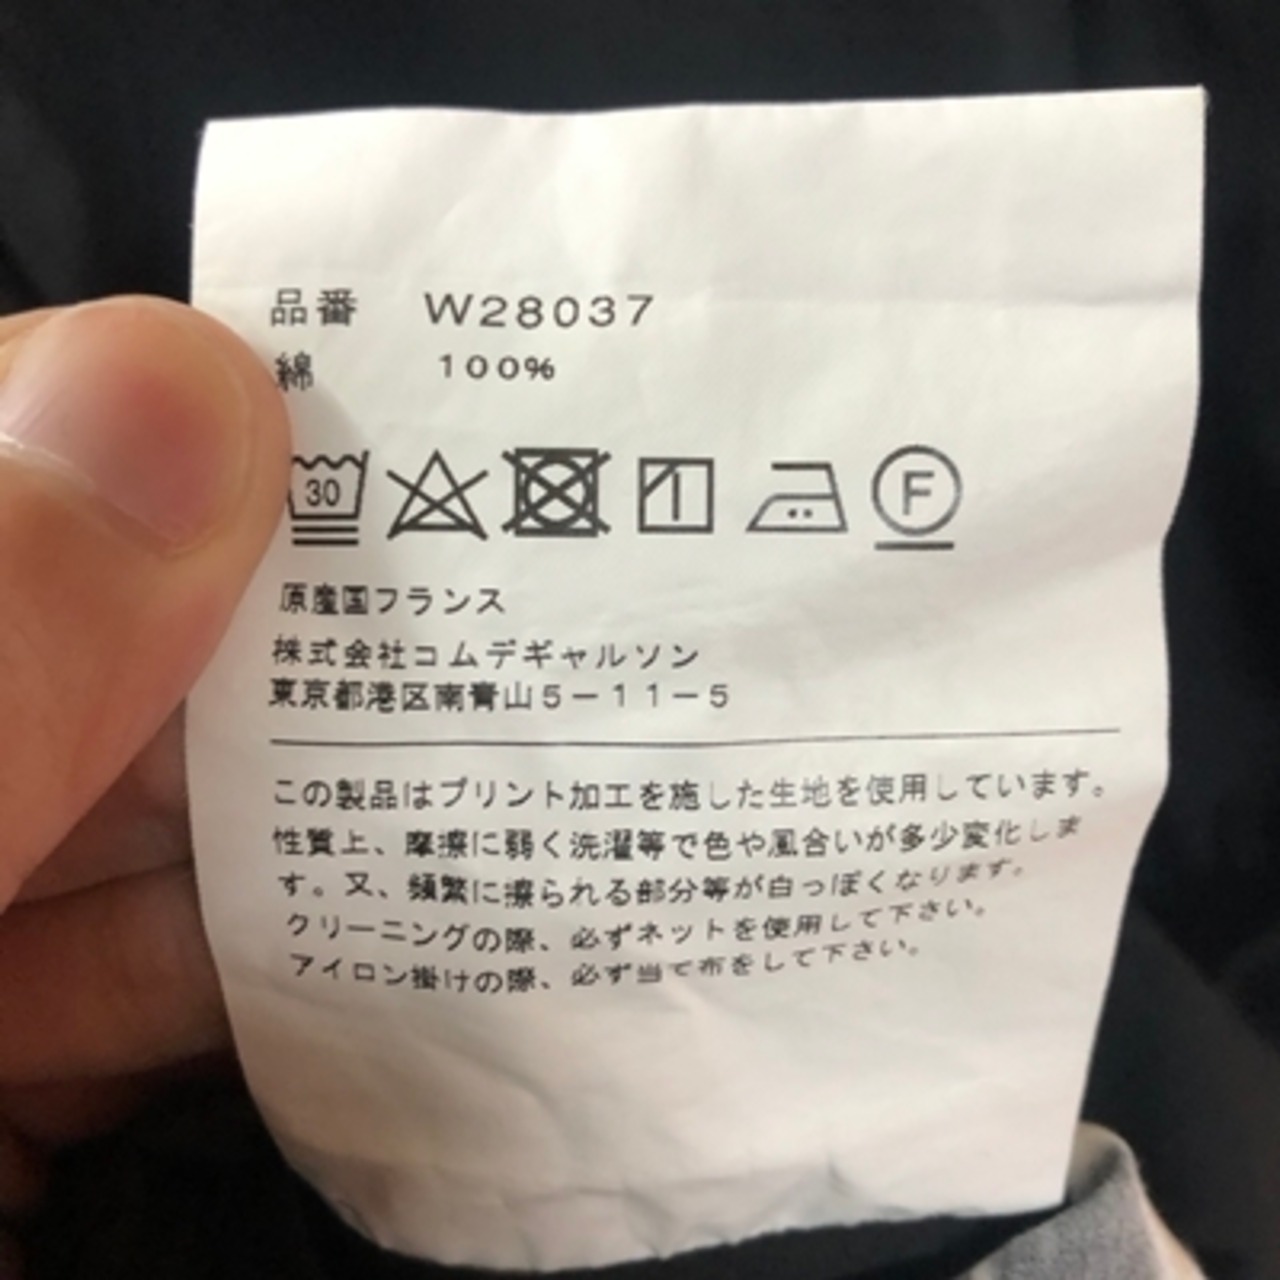 品番 W28037
綿 100%
30
F
原産国フランス
株式会社コムデギャルソン
東京都港区南青山5-11-5
この製品はプリント加工を施した生地を使用しています。
性質上、摩擦に弱く洗濯等で色や風合いが多少変化しま
す。又、頻繁に擦られる部分等が白っぽくなります。
クリーニングの際、必ずネットを使用して下さい。
アイロン掛けの際、必ず当て布をして下さい。